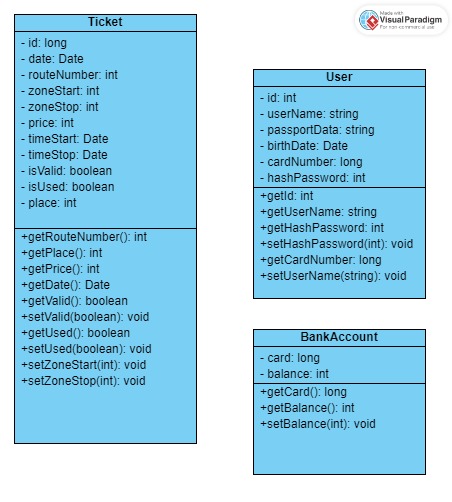 Ticket
- id: long
- date: Date
- routeNumber: int
- zoneStart: int
- zoneStop: int
- price: int
- timeStart: Date
- timeStop: Date
- isValid: boolean
- isUsed: boolean
- place: int
+getRouteNumber(): int
+getPlace(): int
+getPrice(): int
+getDate(): Date
+getValid(): boolean
+setValid(boolean): void
+getUsed(): boolean
+setUsed(boolean): void
+setZoneStart(int): void
+setZoneStop(int): void
Made with
Visual Paradigm
For non-commercial use
User
- id: int
- userName: string
- passportData: string
- birthDate: Date
- cardNumber: long
- hashPassword: int
+getId: int
+getUserName: string
+getHashPassword: int
+setHashPassword(int): void
+getCardNumber: long
+setUserName(string): void
BankAccount
- card: long
- balance: int
+getCard(): long
+getBalance(): int
+setBalance(int): void